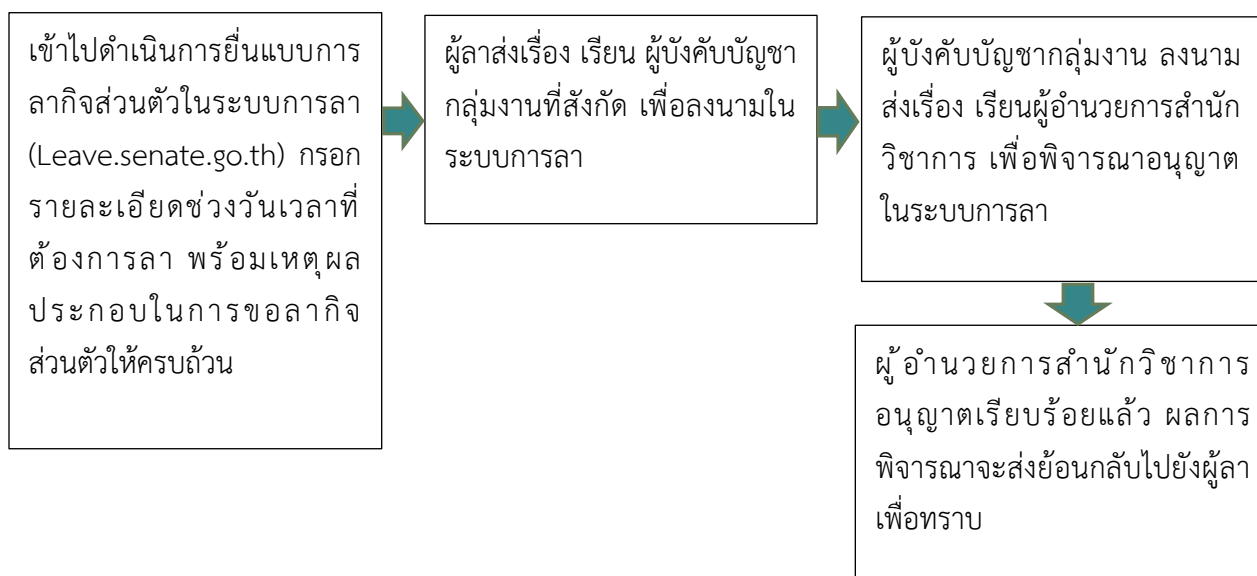 เข้าไปดำเนินการยื่นแบบการ
ลากิจส่วนตัวในระบบการลา
(Leave.senate.go.th) กรอก
รายละเอียดช่วงวันเวลาที่
ต้องการลา พร้อมเหตุผล
ประกอบในการขอลากิจ
ส่วนตัวให้ครบถ้วน
ผู้ลาส่งเรื่อง เรียน ผู้บังคับบัญชา
กลุ่มงานที่สังกัด เพื่อลงนามใน
ระบบการลา
ผู้บังคับบัญชากลุ่มงาน ลงนาม
ส่งเรื่อง เรียนผู้อำนวยการสำนัก
วิชาการ เพื่อพิจารณาอนุญาต
ในระบบการลา
ผู้อำนวยการสำนักวิชาการ
อนุญาตเรียบร้อยแล้ว ผลการ
พิจารณาจะส่งย้อนกลับไปยังผู้ลา
เพื่อทราบ